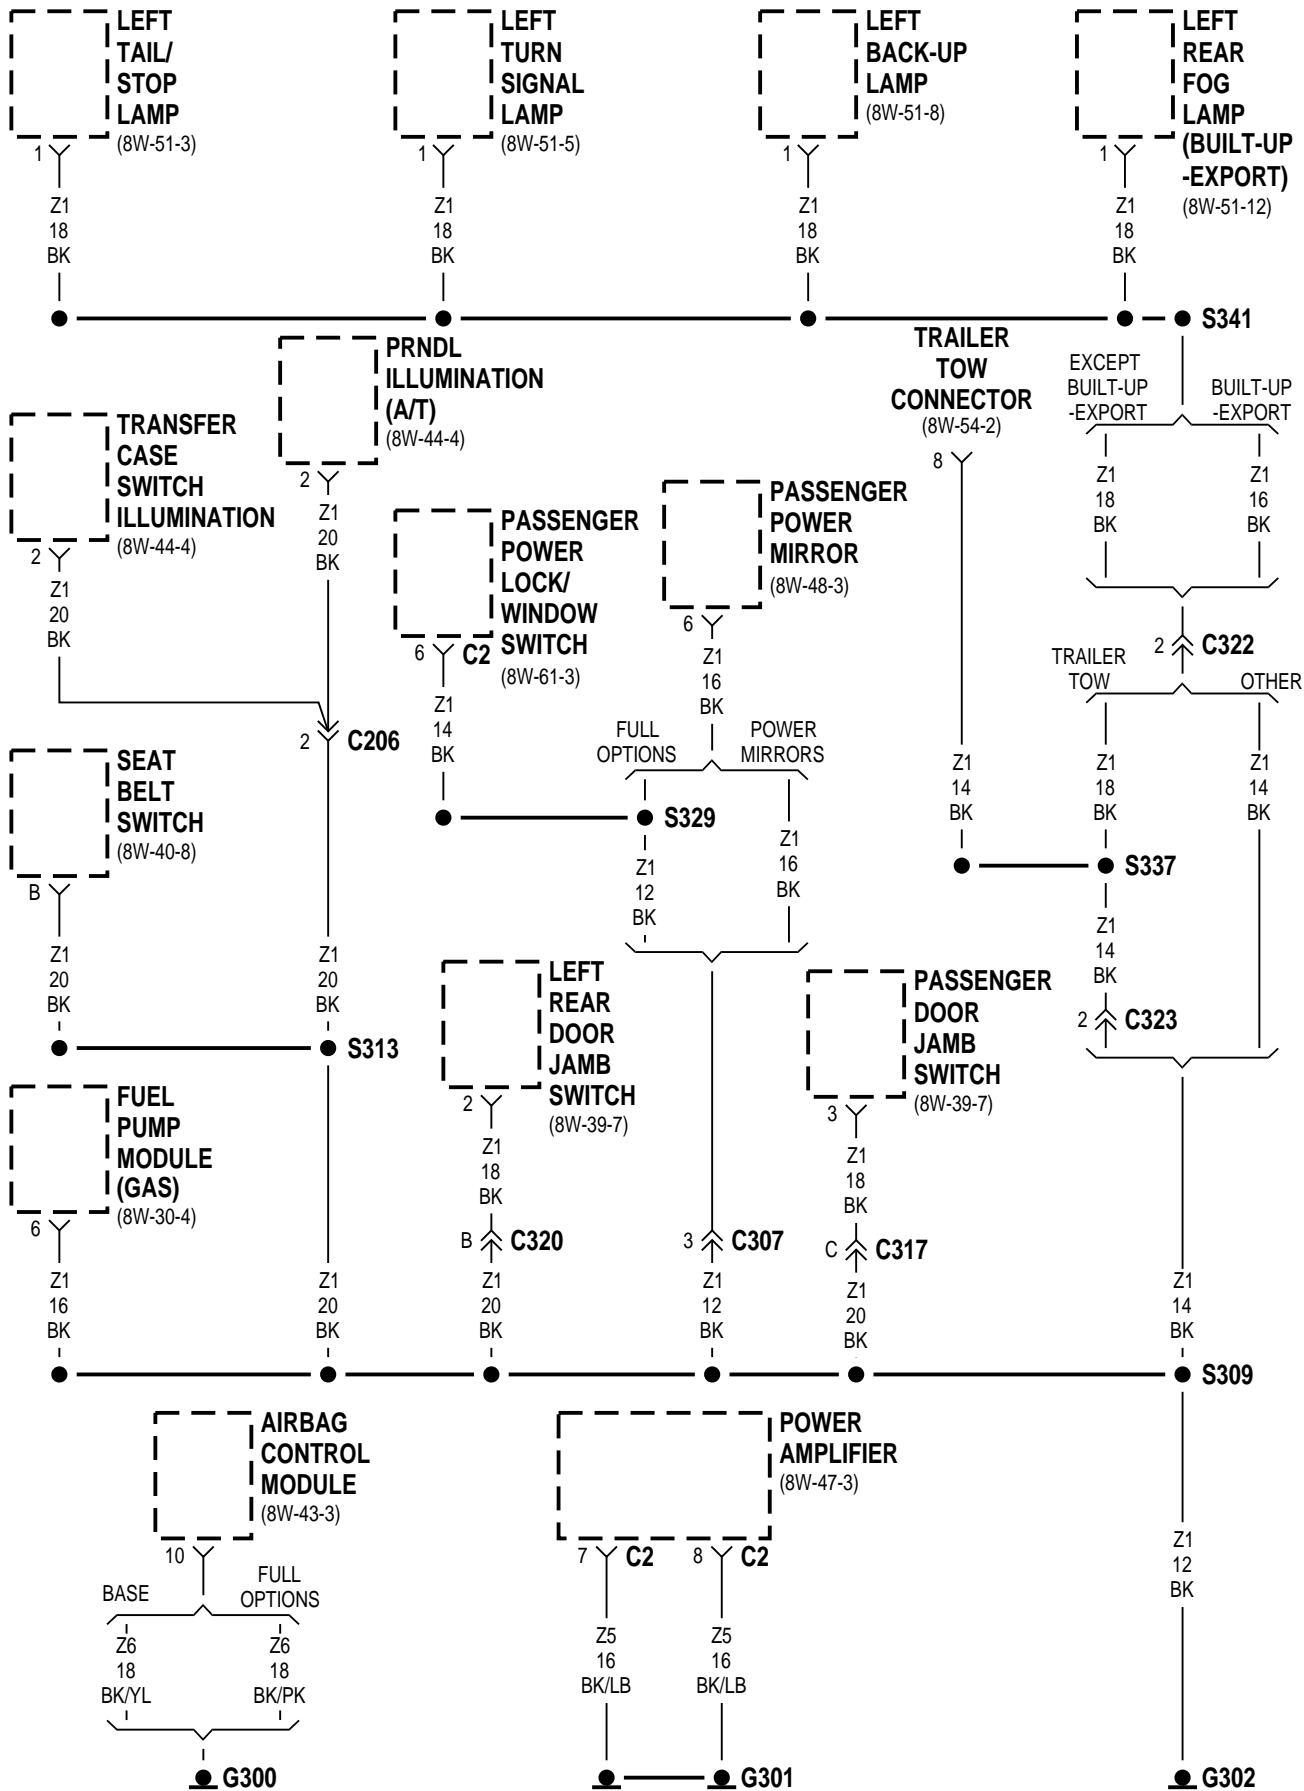 LEFT
TAIL/
STOP
LAMP
(8W-51-3)
1
Z1
18
BK
LEFT
TURN
SIGNAL
LAMP
(8W-51-5)
1
Z1
18
BK
LEFT
BACK-UP
LAMP
(8W-51-8)
1
Z1
18
BK
LEFT
REAR
FOG
LAMP
(BUILT-UP
-EXPORT)
(8W-51-12)
1
Z1
18
BK
S341
PRNDL
ILLUMINATION
(A/T)
(8W-44-4)
2
Z1
20
BK
TRANSFER
CASE
SWITCH
ILLUMINATION
(8W-44-4)
2
Z1
20
BK
2
C206
PASSENGER
POWER
LOCK/
WINDOW
SWITCH
(8W-61-3)
6
C2
Z1
14
BK
PASSENGER
POWER
MIRROR
(8W-48-3)
6
Z1
16
BK
FULL
OPTIONS
POWER
MIRRORS
S329
Z1
12
BK
Z1
16
BK
TRAILER
TOW
CONNECTOR
(8W-54-2)
8
Z1
14
BK
EXCEPT
BUILT-UP
-EXPORT
BUILT-UP
-EXPORT
Z1
18
BK
Z1
16
BK
2
C322
TRAILER
TOW
OTHER
Z1
18
BK
Z1
14
BK
S337
Z1
14
BK
2
C323
SEAT
BELT
SWITCH
(8W-40-8)
B
Z1
20
BK
Z1
20
BK
S313
FUEL
PUMP
MODULE
(GAS)
(8W-30-4)
6
Z1
16
BK
Z1
20
BK
LEFT
REAR
DOOR
JAMB
SWITCH
(8W-39-7)
2
Z1
18
BK
B
C320
Z1
20
BK
3
C307
Z1
12
BK
PASSENGER
DOOR
JAMB
SWITCH
(8W-39-7)
3
Z1
18
BK
C
C317
Z1
20
BK
Z1
14
BK
S309
AIRBAG
CONTROL
MODULE
(8W-43-3)
10
BASE
FULL
OPTIONS
Z6
18
BK/YL
Z6
18
BK/PK
G300
POWER
AMPLIFIER
(8W-47-3)
7
C2
8
C2
Z5
16
BK/LB
Z5
16
BK/LB
G301
Z1
12
BK
G302